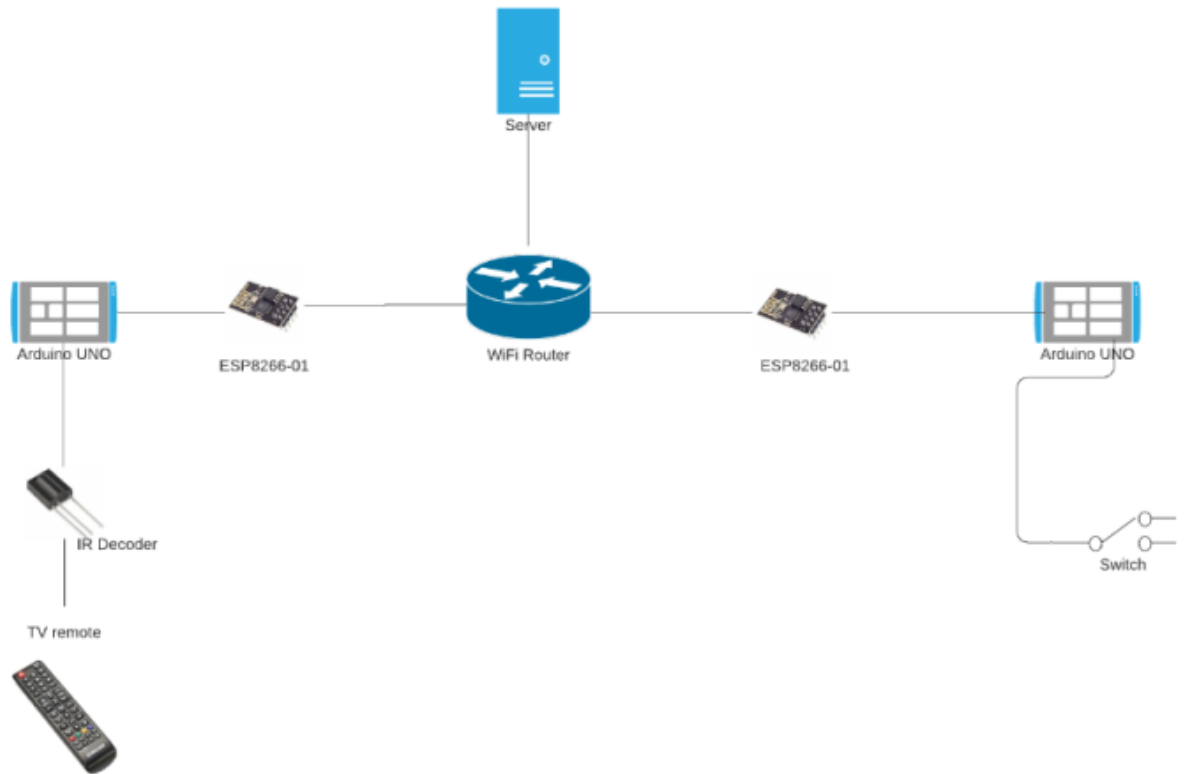 Server
Arduino UNO
ESP8266-01
WiFi Router
ESP8266-01
Arduino UNO
IR Decoder
Switch
TV remote